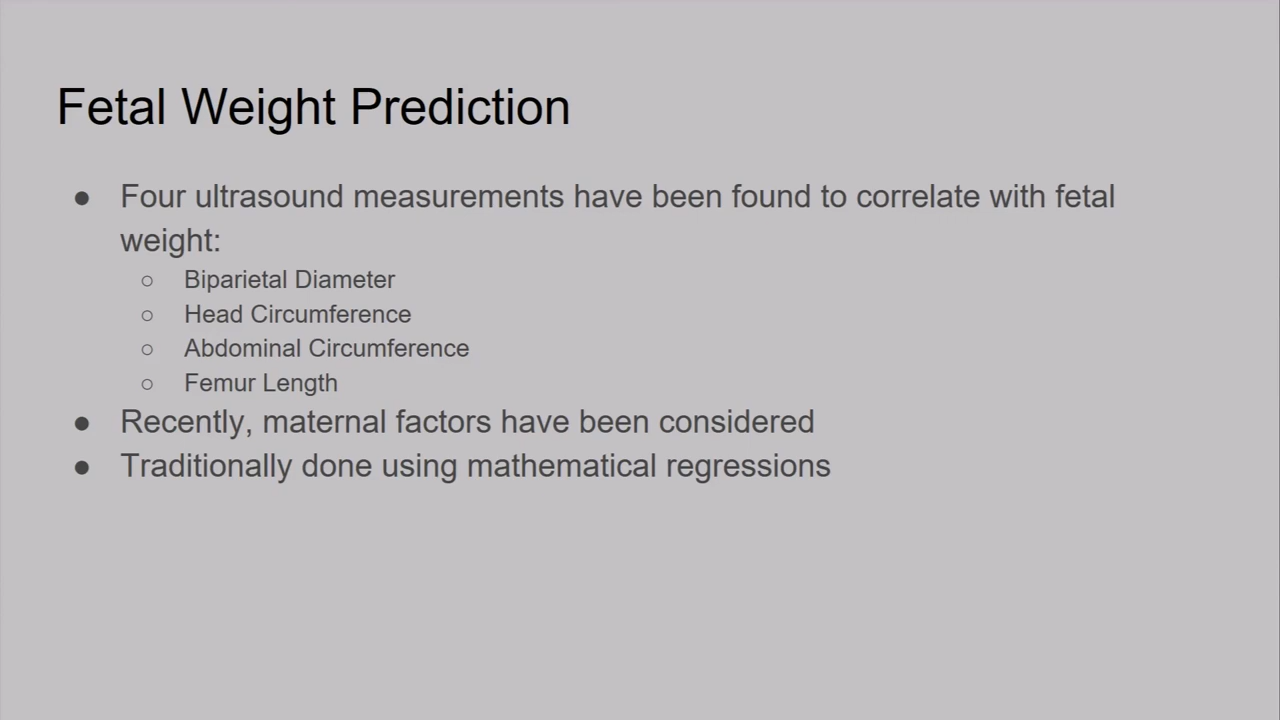 Fetal Weight Prediction
● Four ultrasound measurements have been found to correlate with fetal
weight:
○ Biparietal Diameter
○ Head Circumference
○ Abdominal Circumference
○ Femur Length
● Recently, maternal factors have been considered
● Traditionally done using mathematical regressions